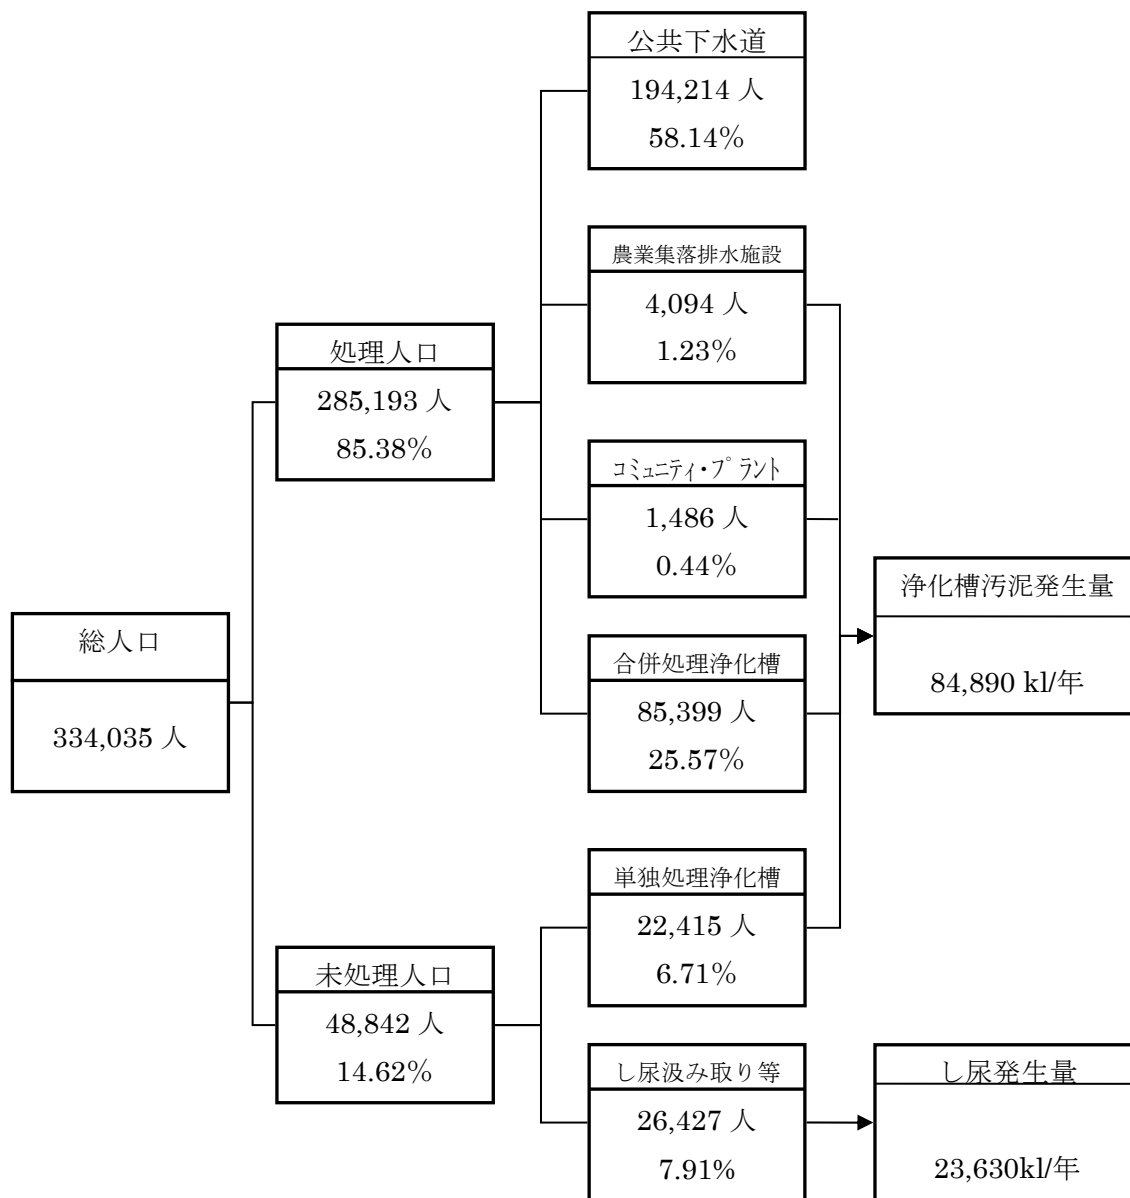 公共下水道
194,214 人
58.14%
農業集落排水施設
4,094 人
1.23%
処理人口
285,193 人
85.38%
コミュニティ・プラント
1,486 人
0.44%
浄化槽汚泥発生量
84,890 kl/年
総人口
334,035 人
合併処理浄化槽
85,399 人
25.57%
単独処理浄化槽
22,415 人
6.71%
未処理人口
48,842 人
14.62%
し尿汲み取り等
26,427 人
7.91%
し尿発生量
23,630kl/年